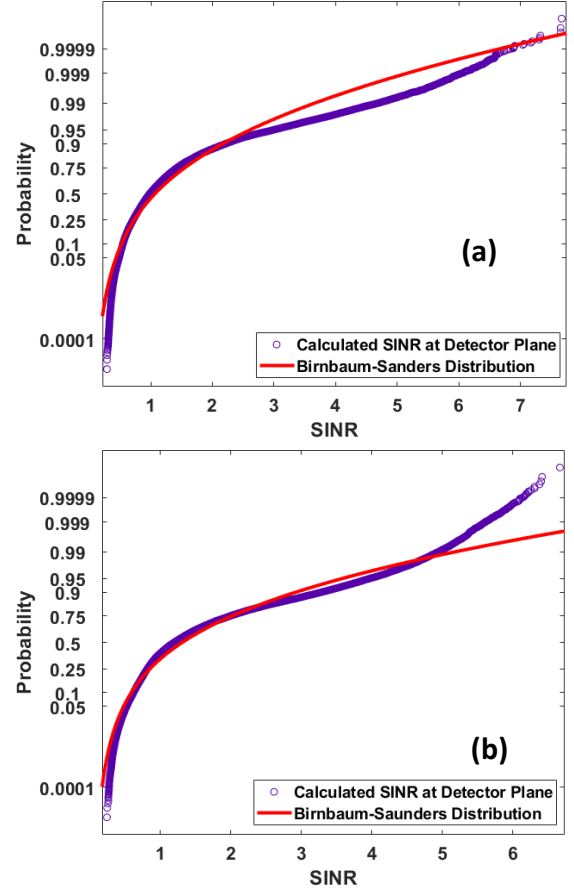 0.9999
0.999
0.99
0.95
0.9
0.75
0.5
0.25
0.1
0.05
0.0001
Probability
(a)
Calculated SINR at Detector Plane
Birnbaum-Sanders Distribution
1 2 3 4 5 6 7
SINR
0.9999
0.999
0.99
0.95
0.9
0.75
0.5
0.25
0.1
0.05
0.0001
Probability
(b)
Calculated SINR at Detector Plane
Birnbaum-Saunders Distribution
1 2 3 4 5 6
SINR